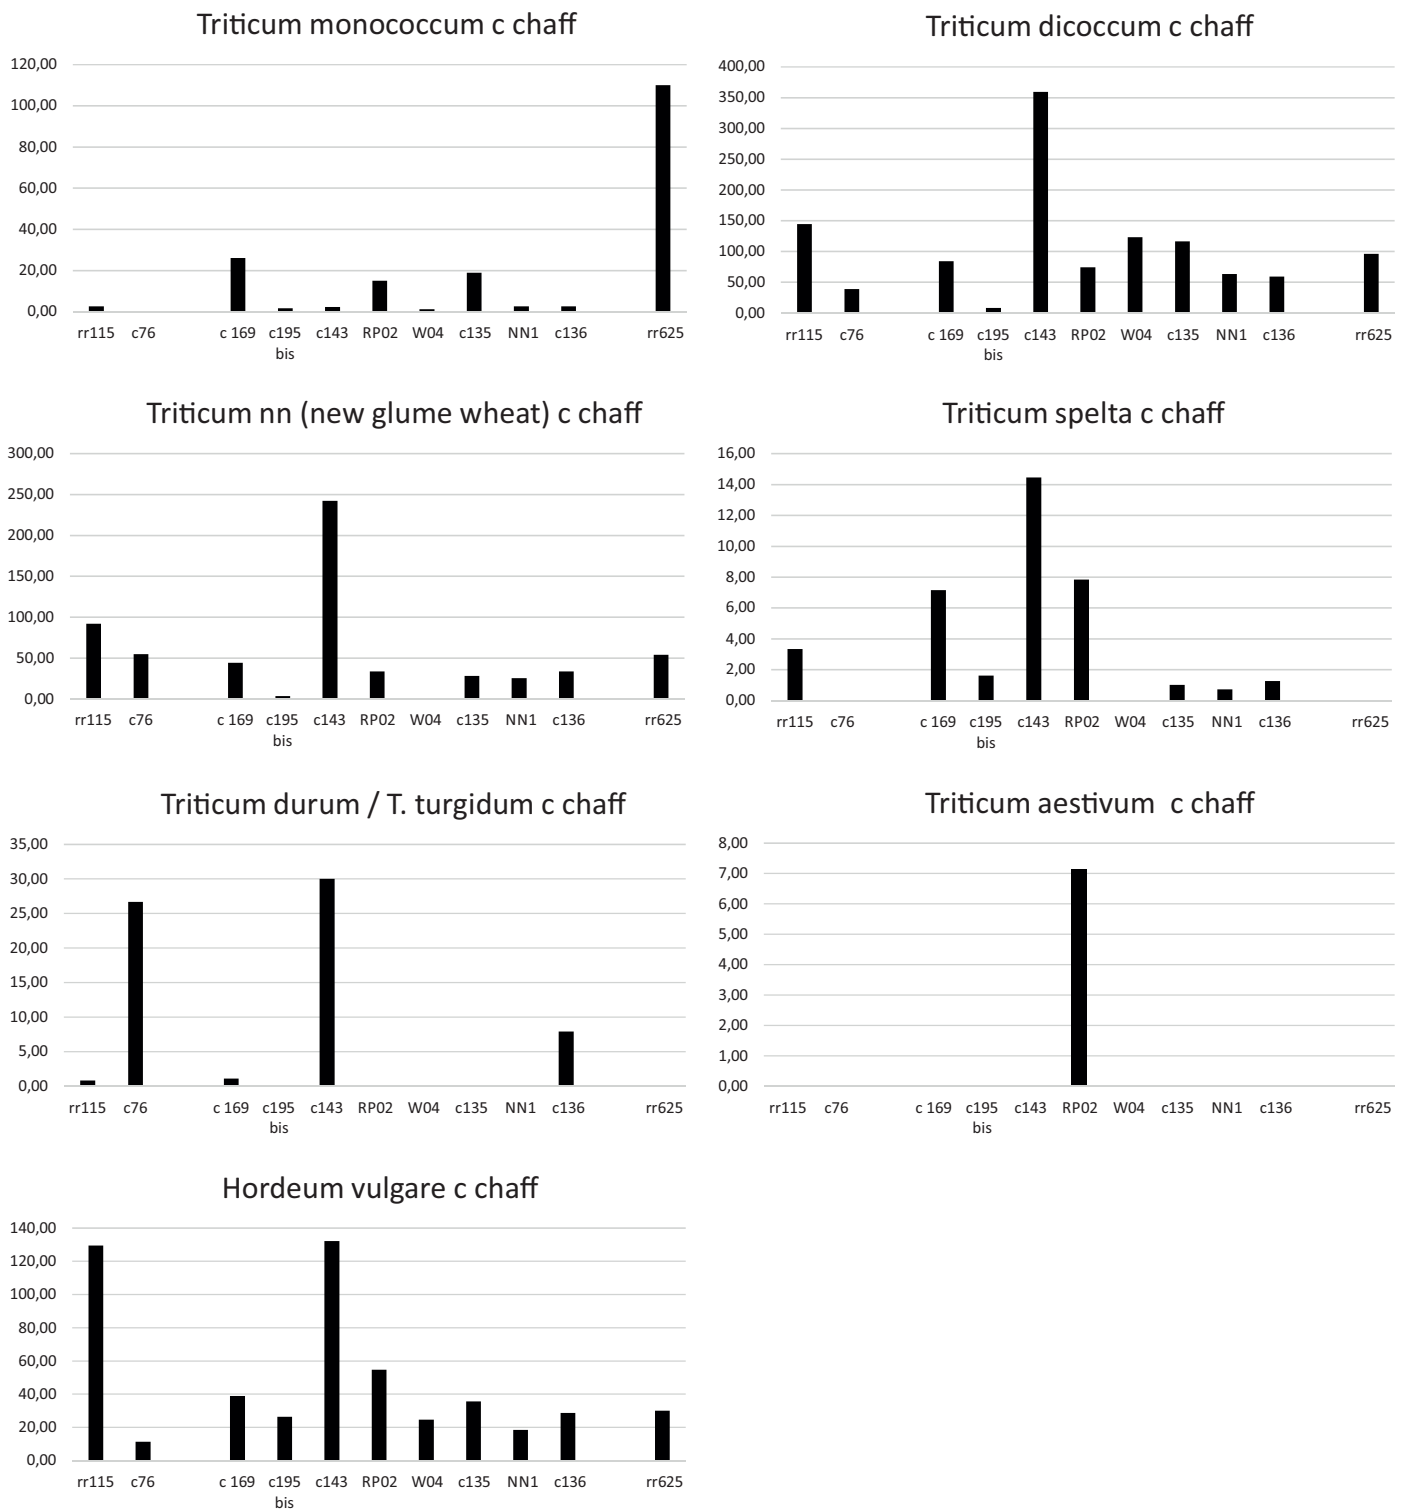 Triticum monococcum c chaff
120,00
100,00
80,00
60,00
40,00
20,00
0,00
rr115 c76 c 169 c195 c143 RP02 W04 c135 NN1 c136 rr625
bis
Triticum dicoccum c chaff
400,00
350,00
300,00
250,00
200,00
150,00
100,00
50,00
0,00
rr115 c76 c 169 c195 c143 RP02 W04 c135 NN1 c136 rr625
bis
Triticum nn (new glume wheat) c chaff
300,00
250,00
200,00
150,00
100,00
50,00
0,00
rr115 c76 c 169 c195 c143 RP02 W04 c135 NN1 c136 rr625
bis
Triticum spelta c chaff
16,00
14,00
12,00
10,00
8,00
6,00
4,00
2,00
0,00
rr115 c76 c 169 c195 c143 RP02 W04 c135 NN1 c136 rr625
bis
Triticum durum / T. turgidum c chaff
35,00
30,00
25,00
20,00
15,00
10,00
5,00
0,00
rr115 c76 c 169 c195 c143 RP02 W04 c135 NN1 c136 rr625
bis
Triticum aestivum c chaff
8,00
7,00
6,00
5,00
4,00
3,00
2,00
1,00
0,00
rr115 c76 c 169 c195 c143 RP02 W04 c135 NN1 c136 rr625
bis
Hordeum vulgare c chaff
140,00
120,00
100,00
80,00
60,00
40,00
20,00
0,00
rr115 c76 c 169 c195 c143 RP02 W04 c135 NN1 c136 rr625
bis